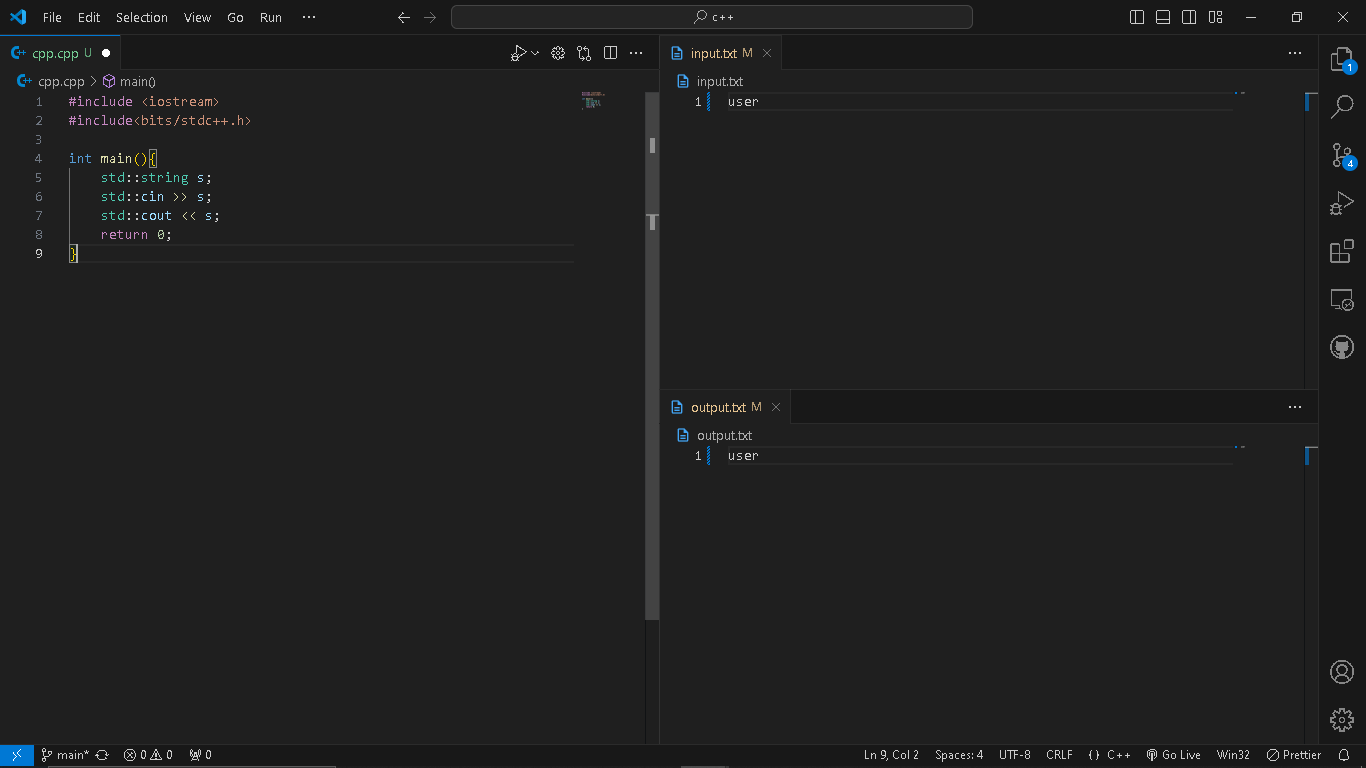 File Edit Selection View Go Run ···
c++
cpp.cpp U
cpp.cpp > main()
1 #include <iostream>
2 #include<bits/stdc++.h>
3
4 int main(){
5     std::string s;
6     std::cin >> s;
7     std::cout << s;
8     return 0;
9 }
input.txt M
input.txt
1 user
output.txt M
output.txt
1 user
1
4
main* 0 0 0
Ln 9, Col 2 Spaces: 4 UTF-8 CRLF {} C++ Go Live Win32 Prettier